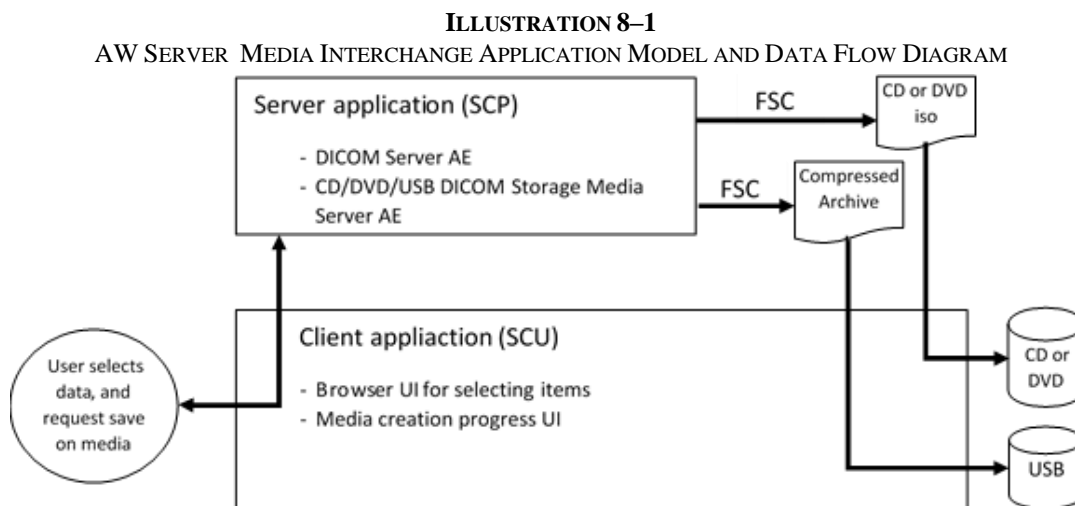 ILLUSTRATION 8–1
AW SERVER MEDIA INTERCHANGE APPLICATION MODEL AND DATA FLOW DIAGRAM
Server application (SCP)
- DICOM Server AE
- CD/DVD/USB DICOM Storage Media
Server AE
FSC
CD or DVD
iso
FSC
Compressed
Archive
Client appliaction (SCU)
- Browser UI for selecting items
- Media creation progress UI
User selects
data, and
request save
on media
CD or
DVD
USB